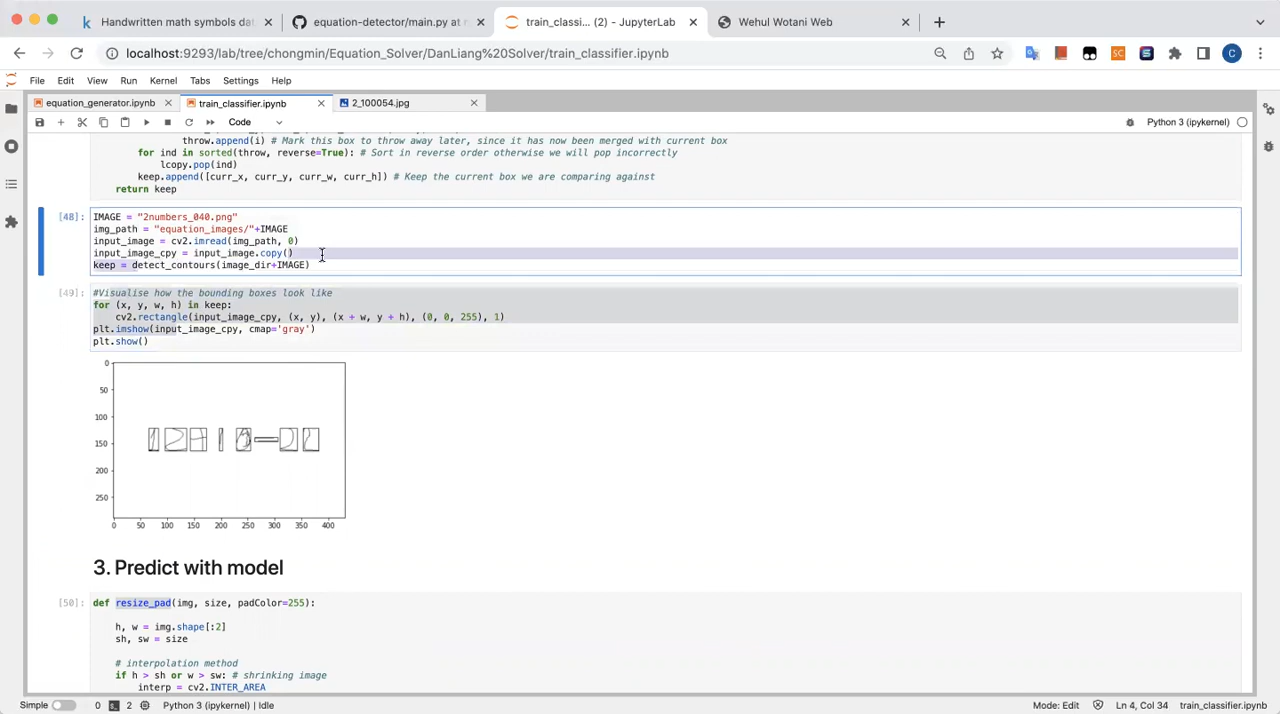 Handwritten math symbols dat
equation-detector/main.py at m
train_classi... (2) - JupyterLab
Wehul Wotani Web
localhost:9293/lab/tree/chongmin/Equation_Solver/DanLiang%20Solver/train_classifier.ipynb
File Edit View Run Kernel Tabs Settings Help
equation_generator.ipynb
train_classifier.ipynb
2_100054.jpg
Code
Python 3 (ipykernel)
throw.append(i) # Mark this box to throw away later, since it has now been merged with current box
for ind in sorted(throw, reverse=True): # Sort in reverse order otherwise we will pop incorrectly
lcopy.pop(ind)
keep.append([curr_x, curr_y, curr_w, curr_h]) # Keep the current box we are comparing against
return keep
[48]: IMAGE = "2numbers_040.png"
img_path = "equation_images/"+IMAGE
input_image = cv2.imread(img_path, 0)
input_image_cpy = input_image.copy()
keep = detect_contours(image_dir+IMAGE)
[49]: #Visualise how the bounding boxes look like
for (x, y, w, h) in keep:
cv2.rectangle(input_image_cpy, (x, y), (x + w, y + h), (0, 0, 255), 1)
plt.imshow(input_image_cpy, cmap='gray')
plt.show()
0
50
100
150
200
250
0 50 100 150 200 250 300 350 400
3. Predict with model
[50]: def resize_pad(img, size, padColor=255):
h, w = img.shape[:2]
sh, sw = size
# interpolation method
if h > sh or w > sw: # shrinking image
interp = cv2.INTER_AREA
Simple 0 2 Python 3 (ipykernel) | Idle Mode: Edit Ln 4, Col 34 train_classifier.ipynb